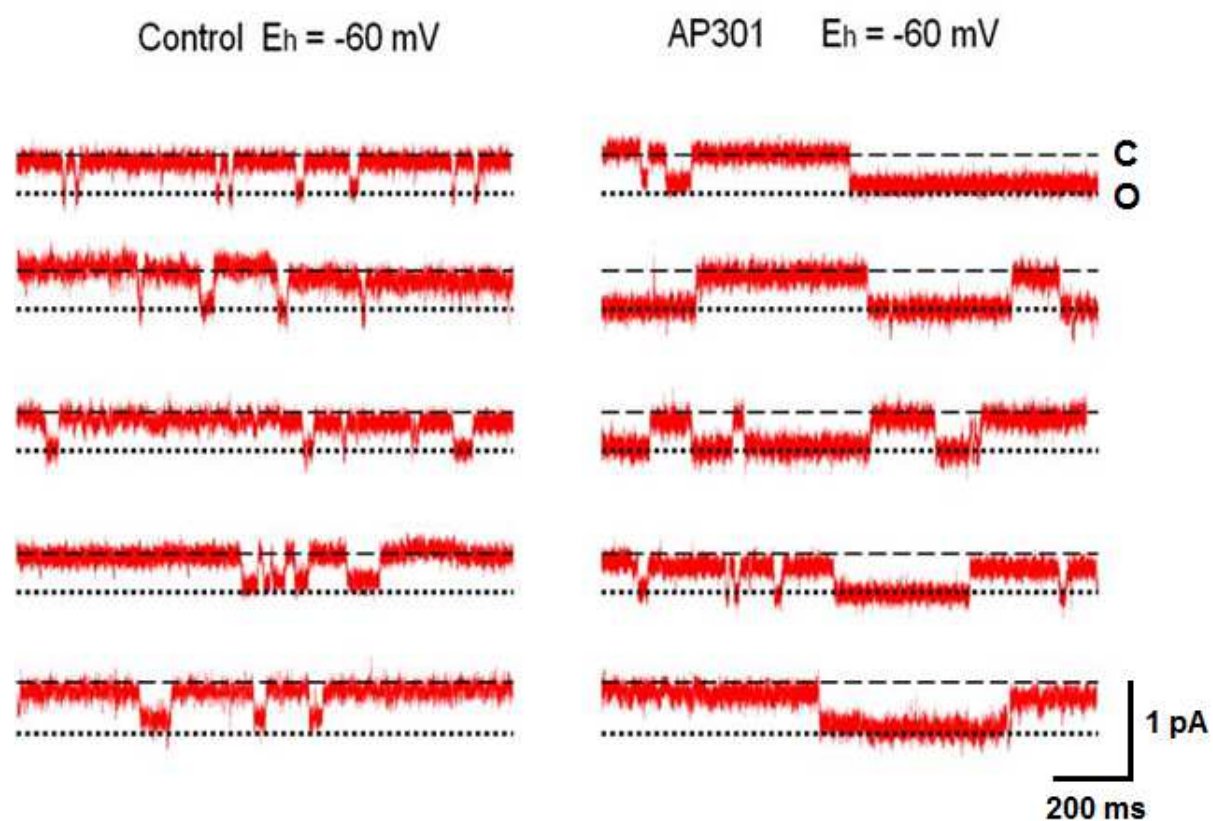 Control Eh = -60 mV
AP301 Eh = -60 mV
C
O
1 pA
200 ms